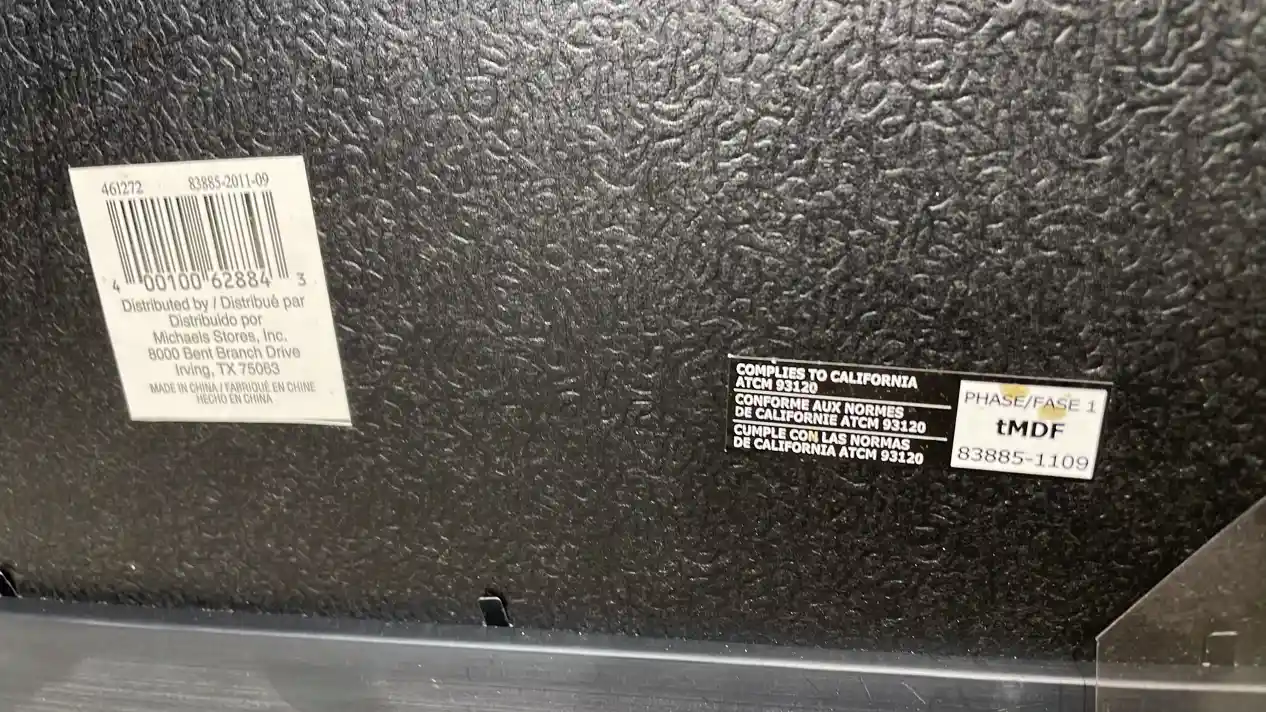 461272 83885-2011-09
4 00100 62884 3
Distributed by / Distribué par
Distribuido por
Michaels Stores, Inc.
8000 Bent Branch Drive
Irving, TX 75063
MADE IN CHINA / FABRIQUÉ EN CHINE
HECHO EN CHINA
COMPLIES TO CALIFORNIA
ATCM 93120
CONFORME AUX NORMES
DE CALIFORNIE ATCM 93120
CUMPLE CON LAS NORMAS
DE CALIFORNIA ATCM 93120
PHASE/FASE 1
tMDF
83885-1109